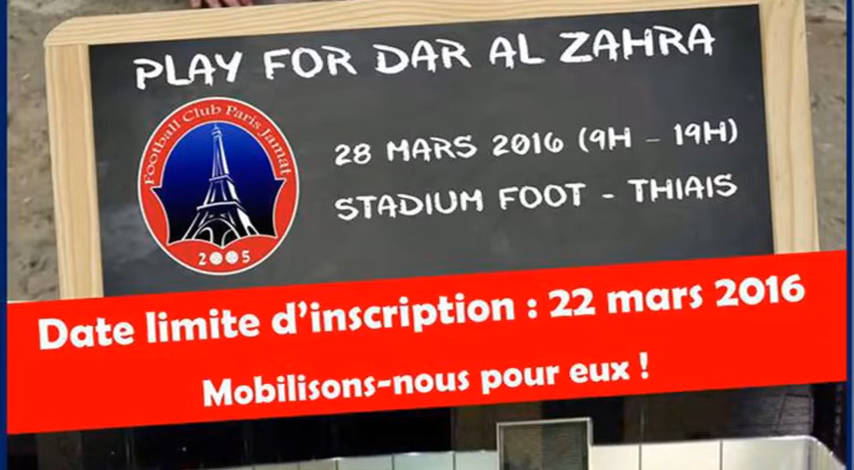 PLAY FOR DAR AL ZAHRA
Football Club Paris Jamat
2005
28 MARS 2016 (9H – 19H)
STADIUM FOOT - THIAIS
Date limite d'inscription : 22 mars 2016
Mobilisons-nous pour eux !